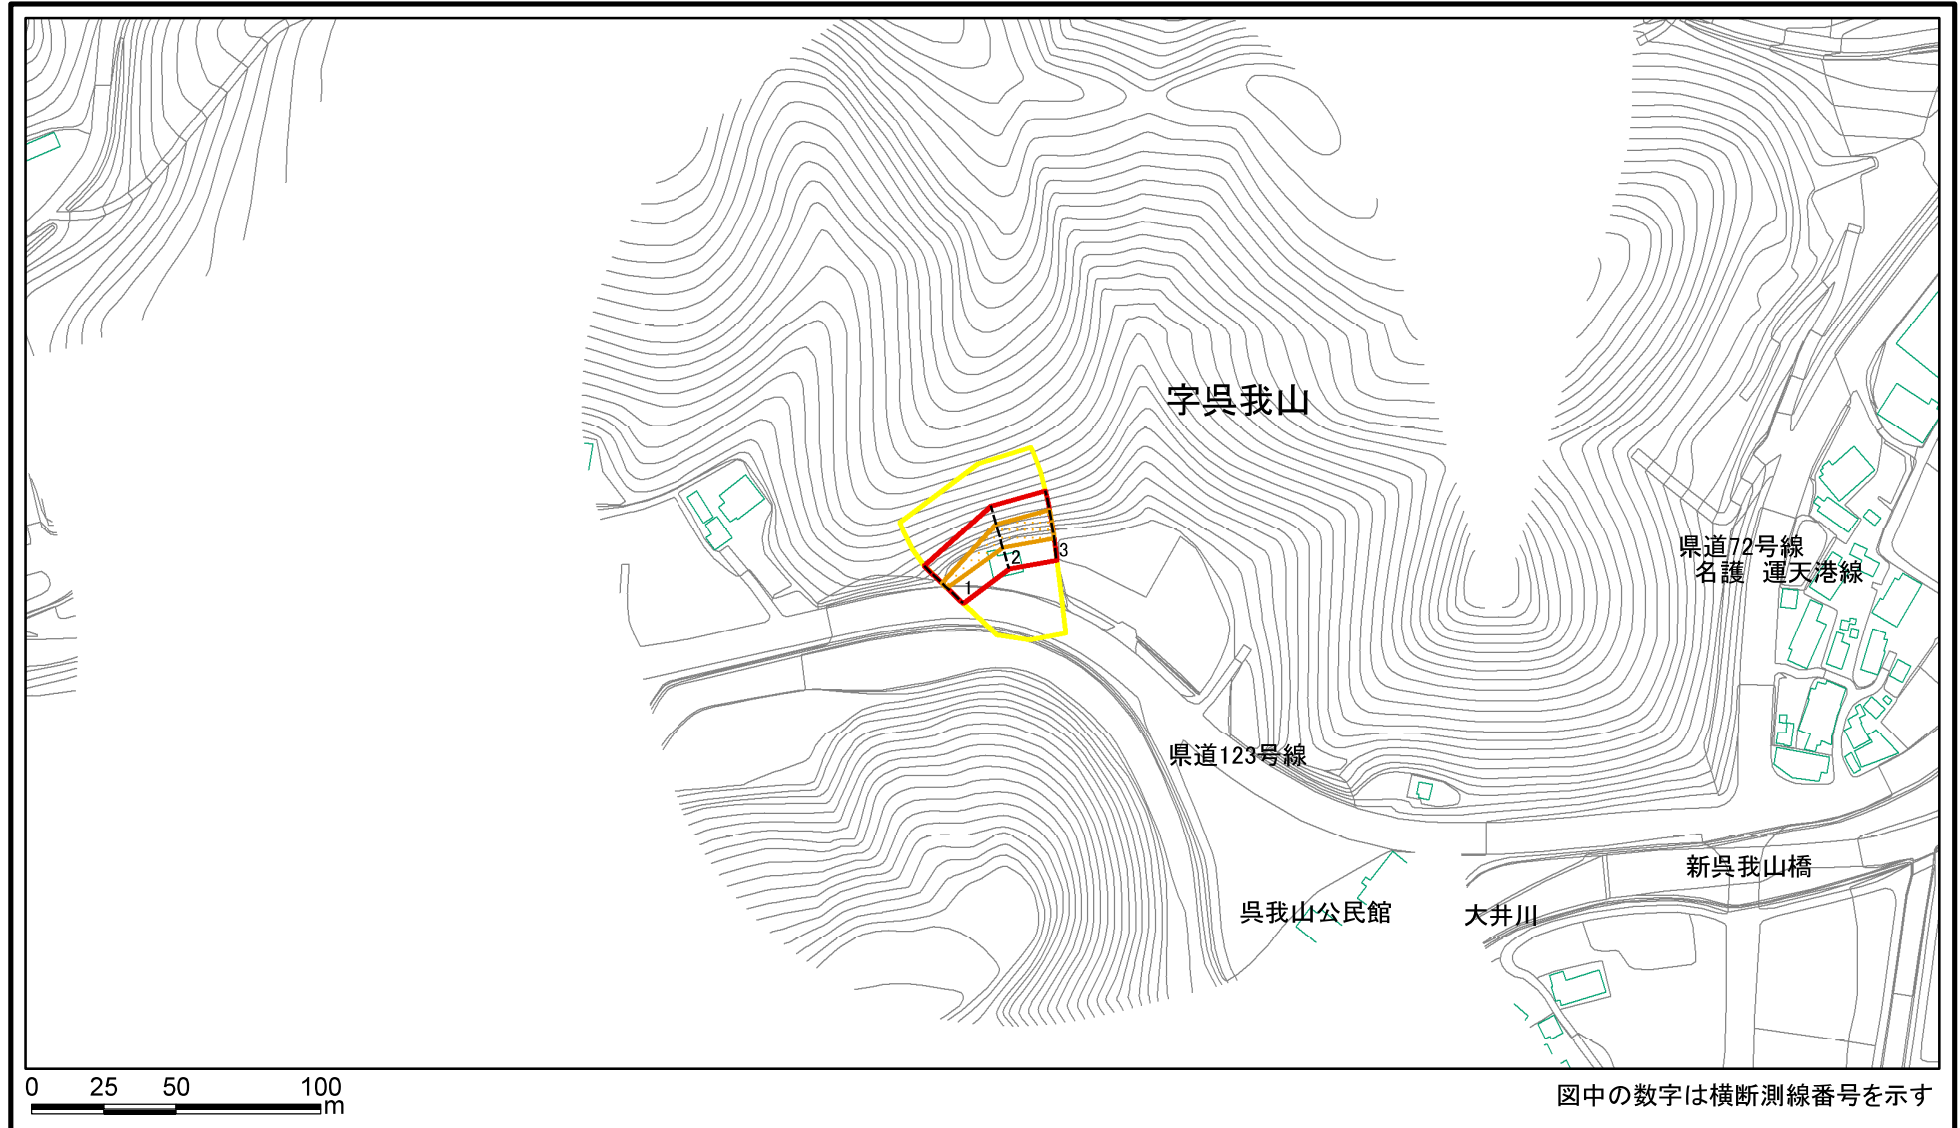 字呉我山
県道72号線
名護 運天港線
1
2
3
県道123号線
新呉我山橋
呉我山公民館
大井川
0 25 50 100
m
図中の数字は横断測線番号を示す